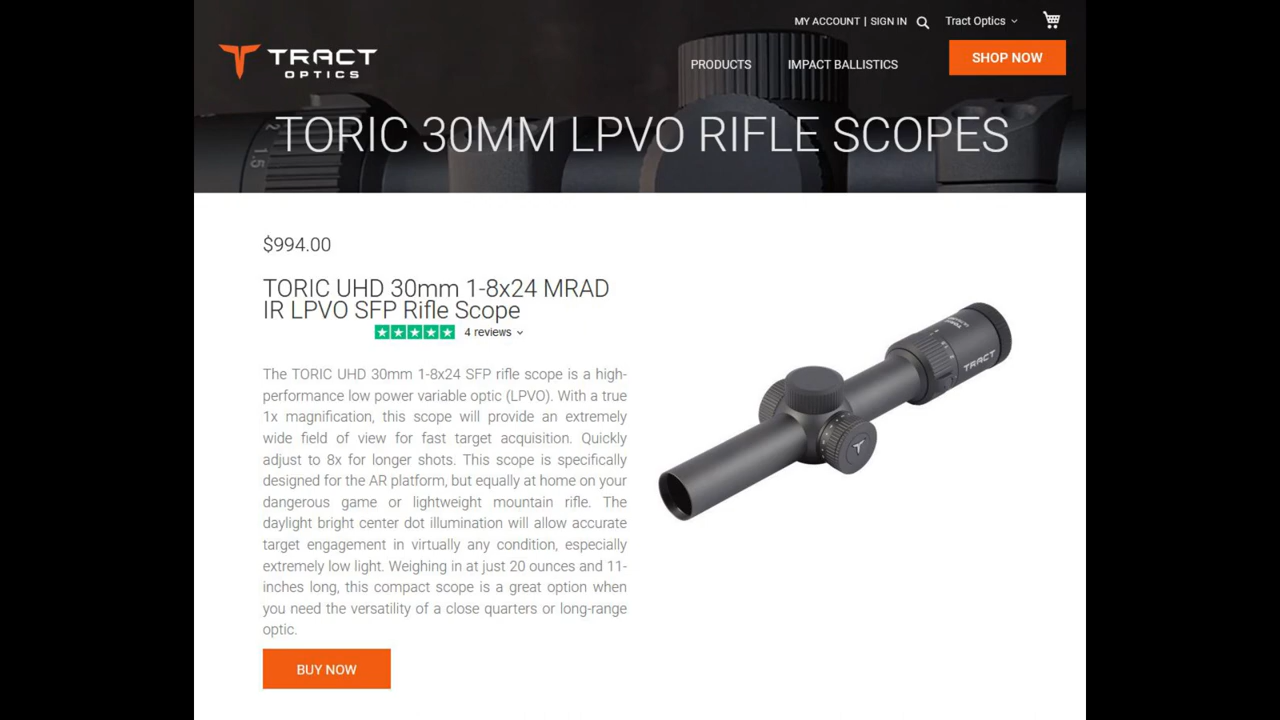 MY ACCOUNT | SIGN IN
Tract Optics
TRACT
OPTICS
PRODUCTS
IMPACT BALLISTICS
SHOP NOW
2
1.5
TORIC 30MM LPVO RIFLE SCOPES
$994.00
TORIC UHD 30mm 1-8x24 MRAD
IR LPVO SFP Rifle Scope
4 reviews
The TORIC UHD 30mm 1-8x24 SFP rifle scope is a high-
performance low power variable optic (LPVO). With a true
1x magnification, this scope will provide an extremely
wide field of view for fast target acquisition. Quickly
adjust to 8x for longer shots. This scope is specifically
designed for the AR platform, but equally at home on your
dangerous game or lightweight mountain rifle. The
daylight bright center dot illumination will allow accurate
target engagement in virtually any condition, especially
extremely low light. Weighing in at just 20 ounces and 11-
inches long, this compact scope is a great option when
you need the versatility of a close quarters or long-range
optic.
BUY NOW
TORIC
TRACT